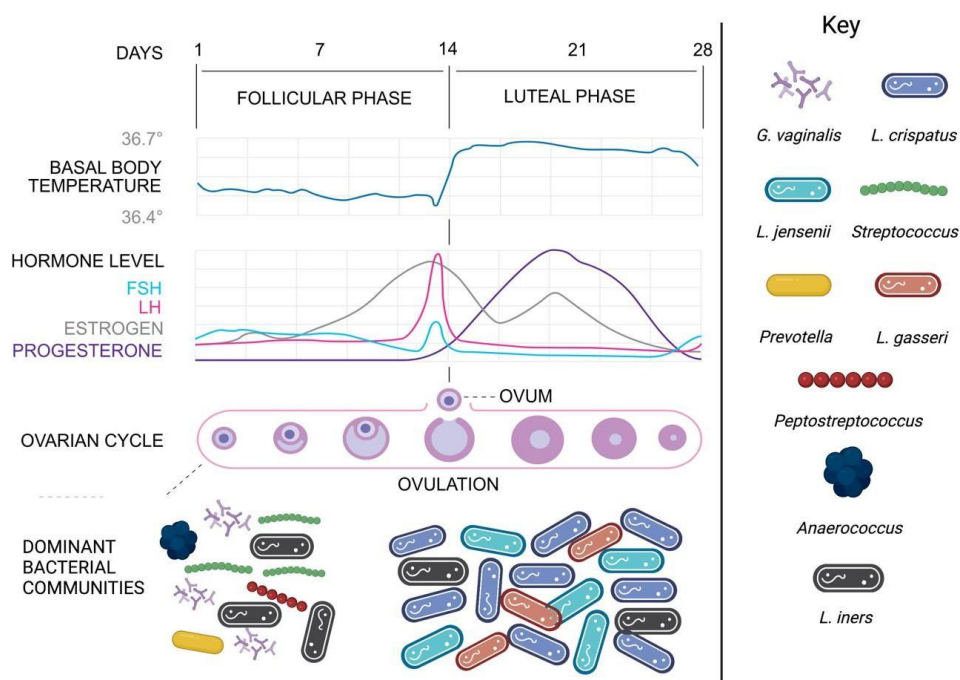 DAYS 1 7 14 21 28
FOLLICULAR PHASE LUTEAL PHASE
36.7°
BASAL BODY
TEMPERATURE
36.4°
HORMONE LEVEL
FSH
LH
ESTROGEN
PROGESTERONE
OVUM
OVARIAN CYCLE
OVULATION
DOMINANT
BACTERIAL
COMMUNITIES
Key
G. vaginalis L. crispatus
L. jensenii Streptococcus
Prevotella L. gasseri
Peptostreptococcus
Anaerococcus
L. iners